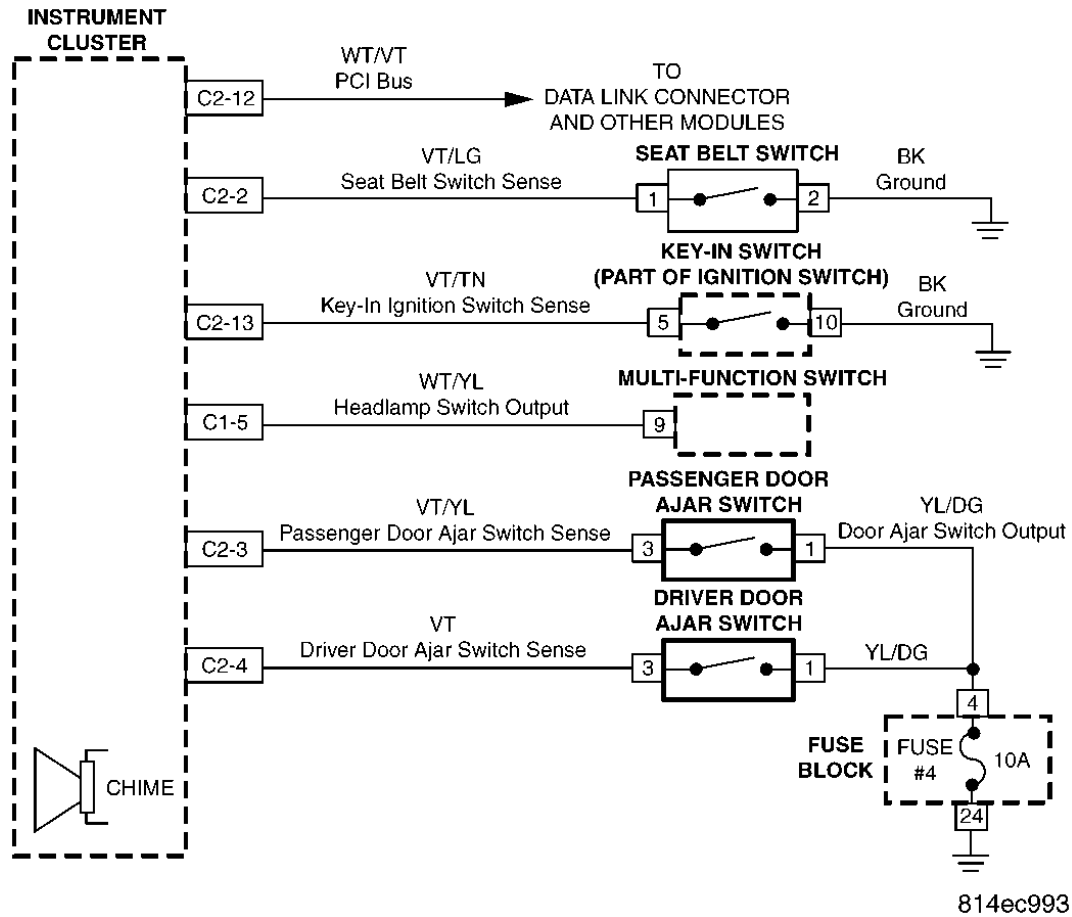 INSTRUMENT
CLUSTER
WT/VT
PCI Bus
C2-12
TO
DATA LINK CONNECTOR
AND OTHER MODULES
VT/LG
Seat Belt Switch Sense
C2-2
SEAT BELT SWITCH
1
2
BK
Ground
KEY-IN SWITCH
(PART OF IGNITION SWITCH)
VT/TN
Key-In Ignition Switch Sense
C2-13
5
10
BK
Ground
MULTI-FUNCTION SWITCH
WT/YL
Headlamp Switch Output
C1-5
9
PASSENGER DOOR
AJAR SWITCH
VT/YL
Passenger Door Ajar Switch Sense
C2-3
3
1
YL/DG
Door Ajar Switch Output
DRIVER DOOR
AJAR SWITCH
VT
Driver Door Ajar Switch Sense
C2-4
3
1
YL/DG
4
FUSE
BLOCK
FUSE
#4
10A
24
CHIME
814ec993